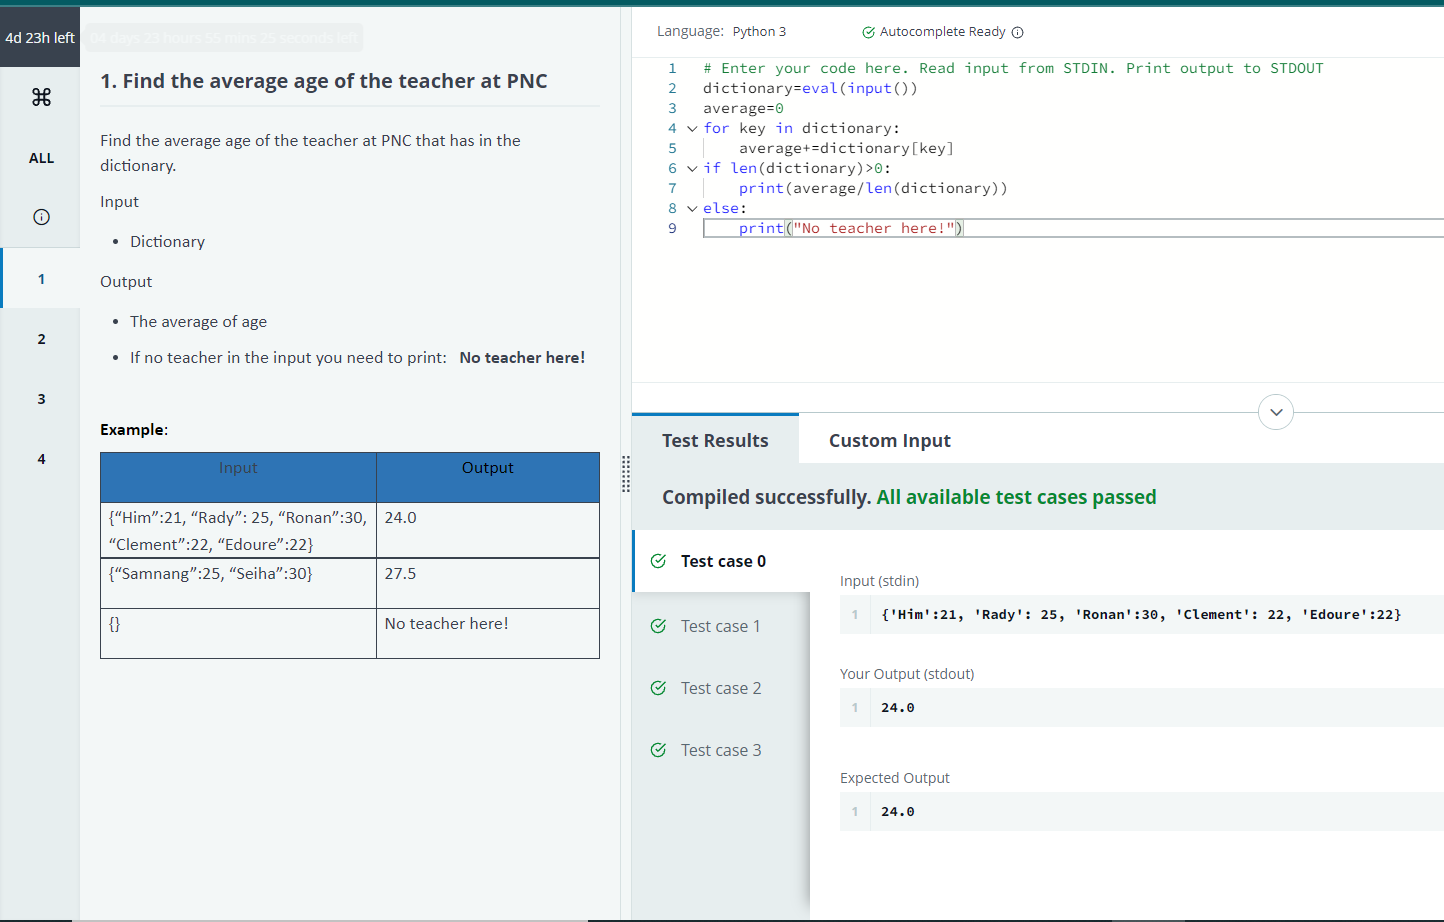 4d 23h left
04 days 23 hours 55 mins 25 seconds left
ALL
1
2
3
4
1. Find the average age of the teacher at PNC
Find the average age of the teacher at PNC that has in the
dictionary.
Input
• Dictionary
Output
• The average of age
• If no teacher in the input you need to print: No teacher here!
Example:
Input Output
{“Him”:21, “Rady”: 25, “Ronan”:30, 24.0
“Clement”:22, “Edoure”:22}
{“Samnang”:25, “Seiha”:30} 27.5
{} No teacher here!
Language: Python 3 Autocomplete Ready
1 # Enter your code here. Read input from STDIN. Print output to STDOUT
2 dictionary=eval(input())
3 average=0
4 for key in dictionary:
5     average+=dictionary[key]
6 if len(dictionary)>0:
7     print(average/len(dictionary))
8 else:
9     print("No teacher here!")
Test Results Custom Input
Compiled successfully. All available test cases passed
Test case 0
Test case 1
Test case 2
Test case 3
Input (stdin)
1 {'Him':21, 'Rady': 25, 'Ronan':30, 'Clement': 22, 'Edoure':22}
Your Output (stdout)
1 24.0
Expected Output
1 24.0